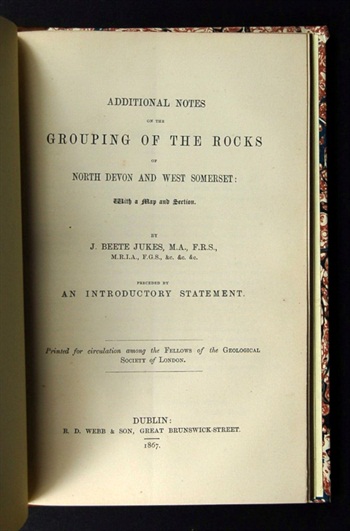 ADDITIONAL NOTES
ON THE
GROUPING OF THE ROCKS
OF
NORTH DEVON AND WEST SOMERSET:
With a Map and Section.
BY
J. BEETE JUKES, M.A., F.R.S.,
M.R.I.A., F.G.S., &c. &c. &c.
PRECEDED BY
AN INTRODUCTORY STATEMENT.
Printed for circulation among the FELLOWS of the GEOLOGICAL
SOCIETY of LONDON.
DUBLIN:
R. D. WEBB & SON, GREAT BRUNSWICK-STREET.
1867.